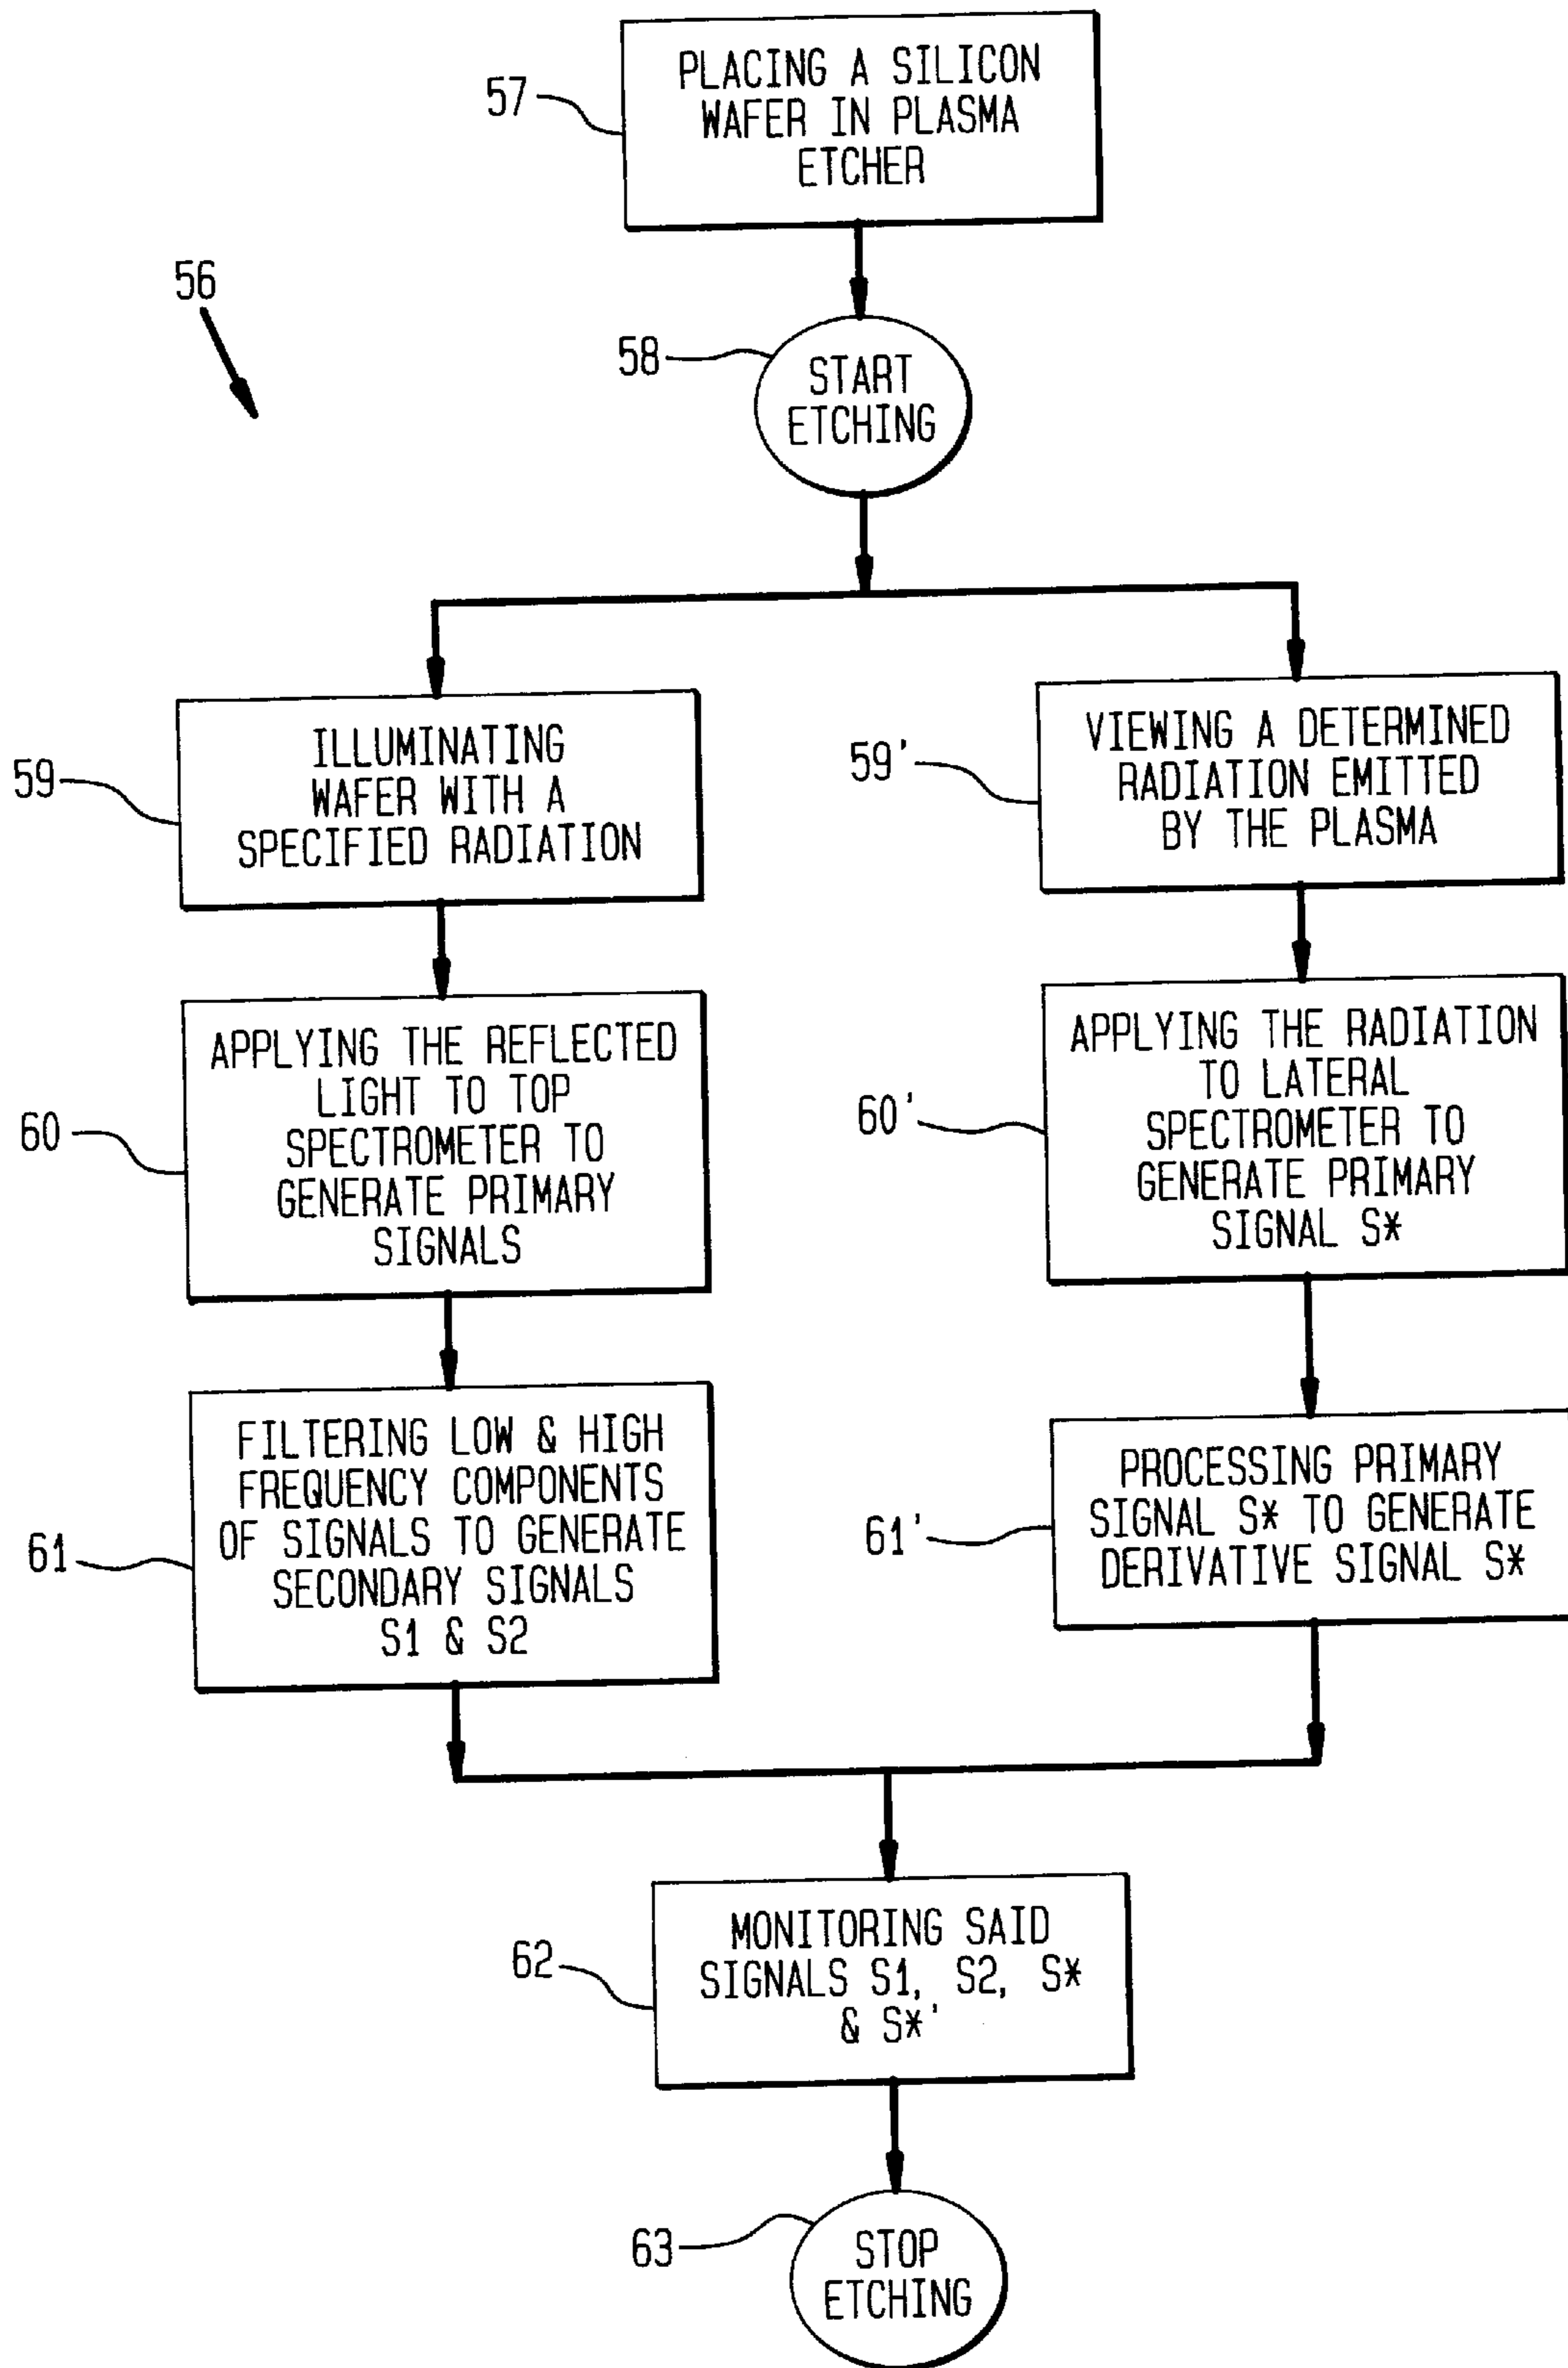 57
PLACING A SILICON
WAFER IN PLASMA
ETCHER
56
58
START
ETCHING
59
ILLUMINATING
WAFER WITH A
SPECIFIED RADIATION
59'
VIEWING A DETERMINED
RADIATION EMITTED
BY THE PLASMA
60
APPLYING THE REFLECTED
LIGHT TO TOP
SPECTROMETER TO
GENERATE PRIMARY
SIGNALS
60'
APPLYING THE RADIATION
TO LATERAL
SPECTROMETER TO
GENERATE PRIMARY
SIGNAL S*
61
FILTERING LOW & HIGH
FREQUENCY COMPONENTS
OF SIGNALS TO GENERATE
SECONDARY SIGNALS
S1 & S2
61'
PROCESSING PRIMARY
SIGNAL S* TO GENERATE
DERIVATIVE SIGNAL S*
62
MONITORING SAID
SIGNALS S1, S2, S*
& S*'
63
STOP
ETCHING